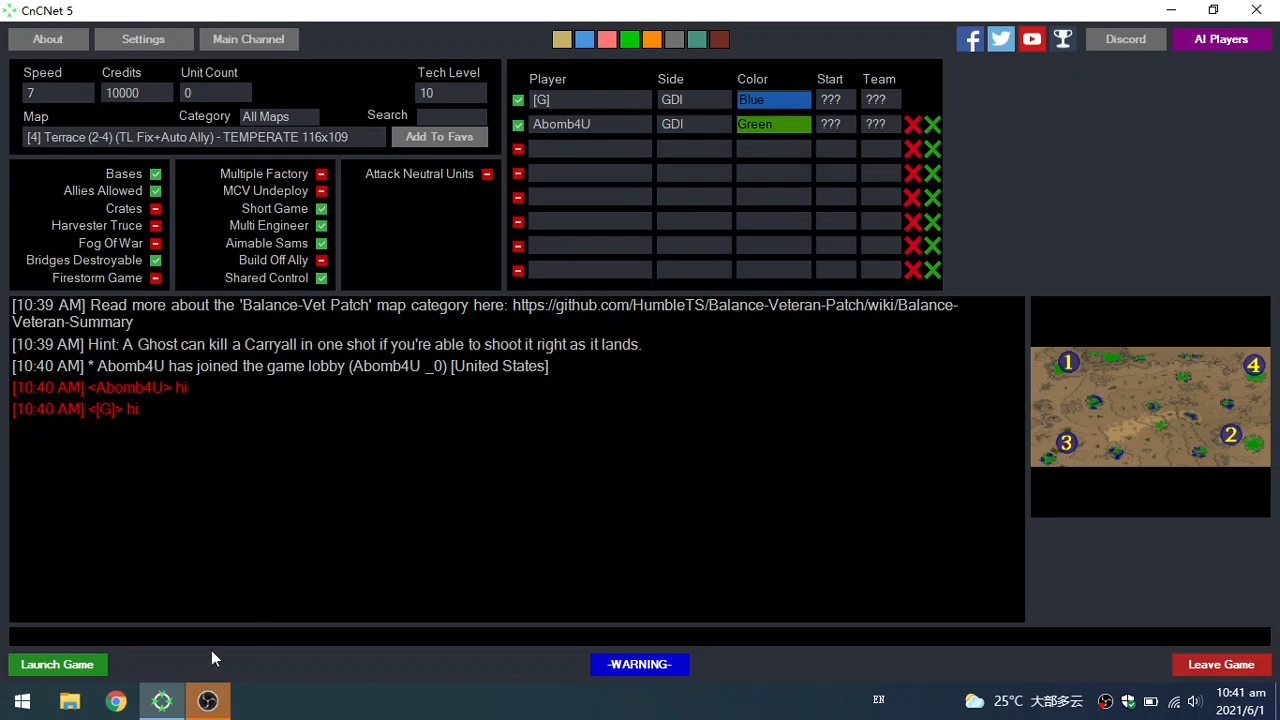 CnCNet 5
About Settings Main Channel Discord AI Players
Speed Credits Unit Count Tech Level
7 10000 0 10
Map Category All Maps Search
[4] Terrace (2-4) (TL Fix+Auto Ally) - TEMPERATE 116x109 Add To Favs
Player Side Color Start Team
[G] GDI Blue ??? ???
Abomb4U GDI Green ??? ???
Bases
Allies Allowed
Crates
Harvester Truce
Fog Of War
Bridges Destroyable
Firestorm Game
Multiple Factory
MCV Undeploy
Short Game
Multi Engineer
Aimable Sams
Build Off Ally
Shared Control
Attack Neutral Units
[10:39 AM] Read more about the 'Balance-Vet Patch' map category here: https://github.com/HumbleTS/Balance-Veteran-Patch/wiki/Balance-
Veteran-Summary
[10:39 AM] Hint: A Ghost can kill a Carryall in one shot if you're able to shoot it right as it lands.
[10:40 AM] * Abomb4U has joined the game lobby (Abomb4U _0) [United States]
[10:40 AM] <Abomb4U> hi
[10:40 AM] <[G]> hi
1 4
3 2
Launch Game -WARNING- Leave Game
EN 25°C 大部多云 10:41 am
2021/6/1